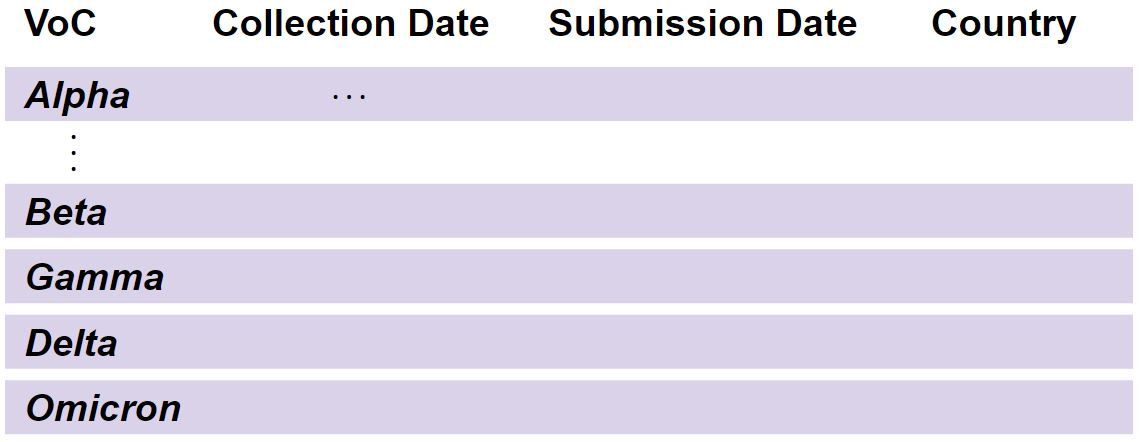 VoC Collection Date Submission Date Country
Alpha ...
⋮
Beta
Gamma
Delta
Omicron